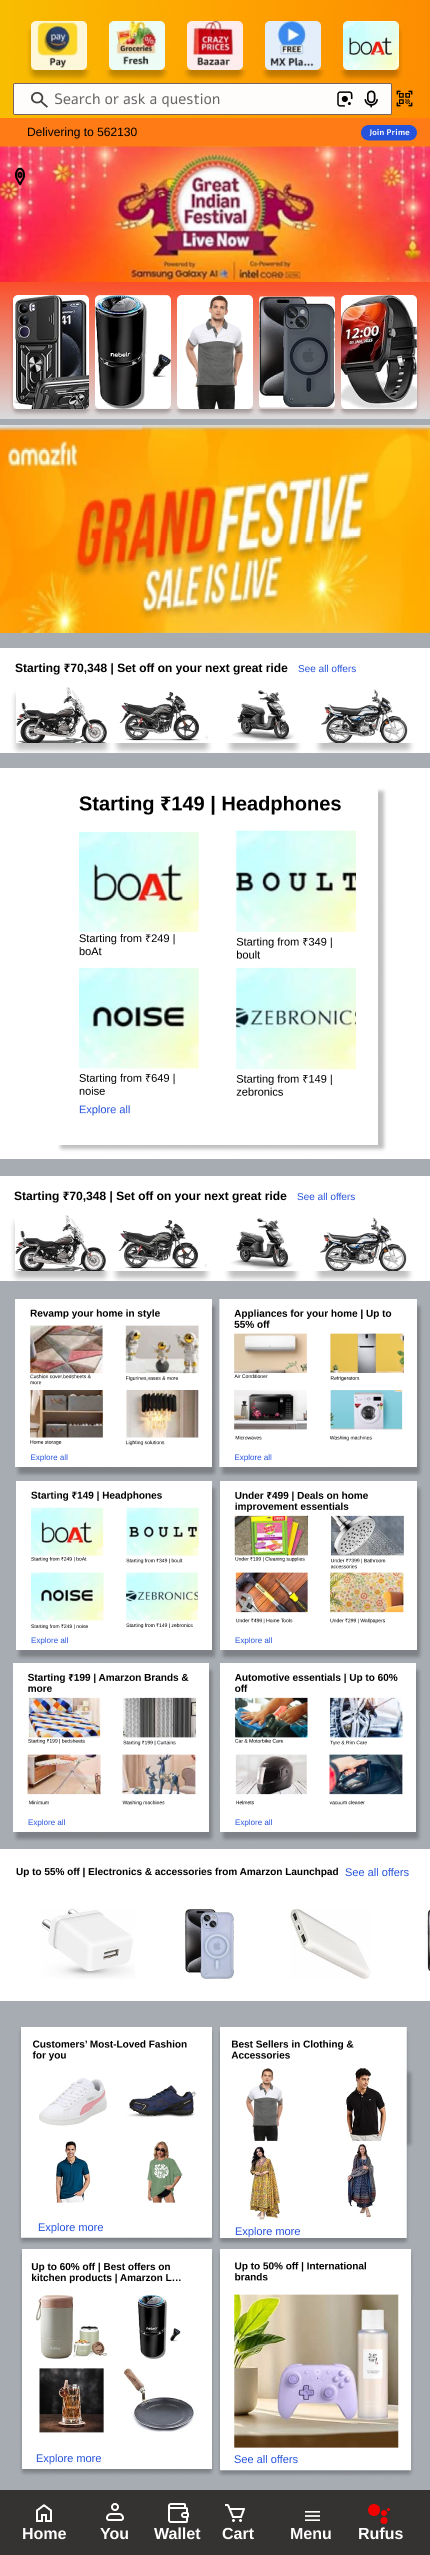 pay
Groceries
CRAZY PRICES
FREE
boAt
Pay
Fresh
Bazaar
MX Pla...
Search or ask a question
Delivering to 562130
Join Prime
Great
Indian
Festival
Live Now
Powered by
Co-Powered by
Samsung Galaxy AI
intel CORE
nebelr
12:00
amazfit
GRAND FESTIVE
SALE IS LIVE
Starting ₹70,348 | Set off on your next great ride See all offers
Starting ₹149 | Headphones
boAt
BOULT
Starting from ₹249 |
boAt
Starting from ₹349 |
boult
NOISE
ZEBRONICS
Starting from ₹649 |
noise
Starting from ₹149 |
zebronics
Explore all
Starting ₹70,348 | Set off on your next great ride See all offers
Revamp your home in style
Cushion cover,bedsheets &
more
Figurines,vases & more
Home storage
Lighting solutions
Explore all
Appliances for your home | Up to
55% off
Air Conditioner
Refrigerators
Microwaves
Washing machines
Explore all
Starting ₹149 | Headphones
boAt
BOULT
Starting from ₹249 | boAt
Starting from ₹349 | boult
NOISE
ZEBRONICS
Starting from ₹249 | noise
Starting from ₹149 | zebronics
Explore all
Under ₹499 | Deals on home
improvement essentials
Under ₹199 | Cleaning supplies
Under ₹399 | Bathroom
accessories
Under ₹499 | Home Tools
Under ₹299 | Wallpapers
Explore all
Starting ₹199 | Amarzon Brands &
more
Starting ₹199 | bedsheets
Starting ₹199 | Curtains
Minimum
Washing machines
Explore all
Automotive essentials | Up to 60%
off
Car & Motorbike Care
Tyre & Rim Care
Helmets
vacuum cleaner
Explore all
Up to 55% off | Electronics & accessories from Amarzon Launchpad See all offers
Customers' Most-Loved Fashion
for you
Explore more
Best Sellers in Clothing &
Accessories
Explore more
Up to 60% off | Best offers on
kitchen products | Amarzon L...
Explore more
Up to 50% off | International
brands
See all offers
Home
You
Wallet
Cart
Menu
Rufus